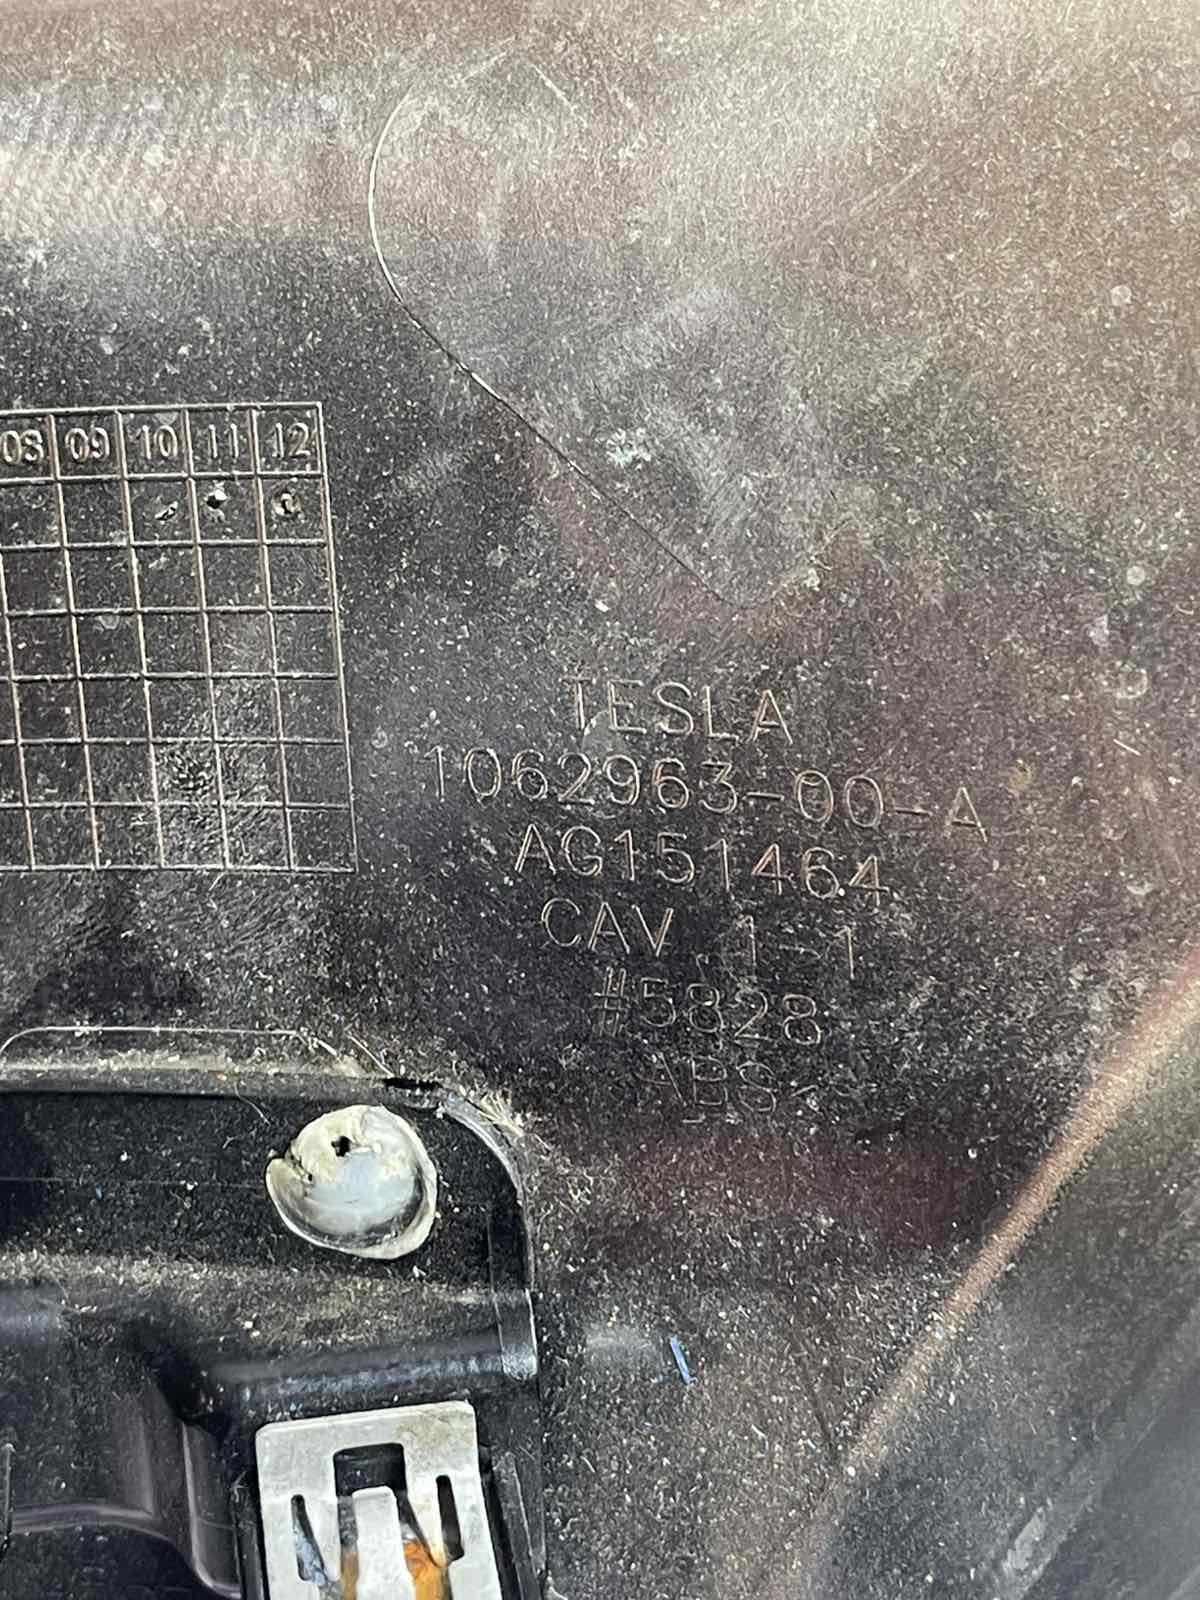 08 09 10 11 12
TESLA
1062963-00-A
AG151464
CAV 1-1
#5828
>ABS<